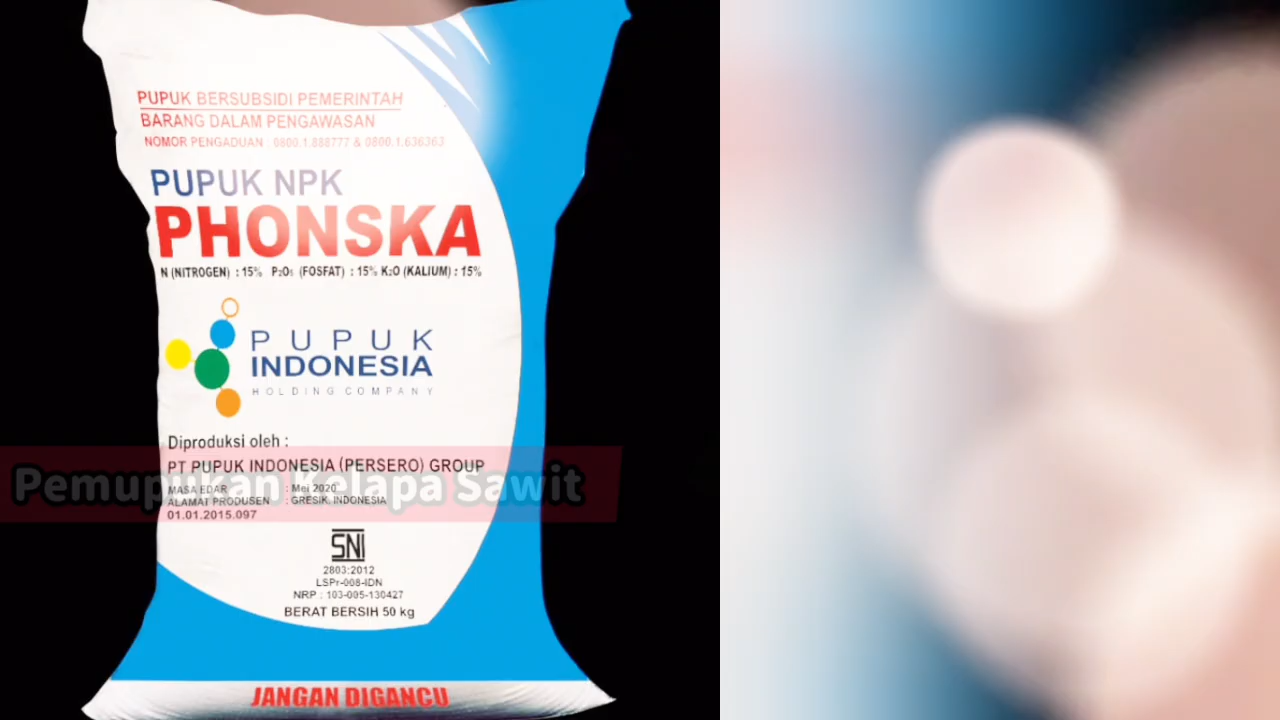 PUPUK BERSUBSIDI PEMERINTAH
BARANG DALAM PENGAWASAN
NOMOR PENGADUAN : 0800.1.888777 & 0800.1.636363
PUPUK NPK
PHONSKA
N (NITROGEN) : 15% P₂O₅ (FOSFAT) : 15% K₂O (KALIUM) : 15%
PUPUK
INDONESIA
HOLDING COMPANY
Diproduksi oleh :
PT PUPUK INDONESIA (PERSERO) GROUP
Pemupukan Kelapa Sawit
MASA EDAR : Mei 2020
ALAMAT PRODUSEN : GRESIK, INDONESIA
01.01.2015.097
SNI
2803:2012
LSPr-008-IDN
NRP : 103-005-130427
BERAT BERSIH 50 kg
JANGAN DIGANCU